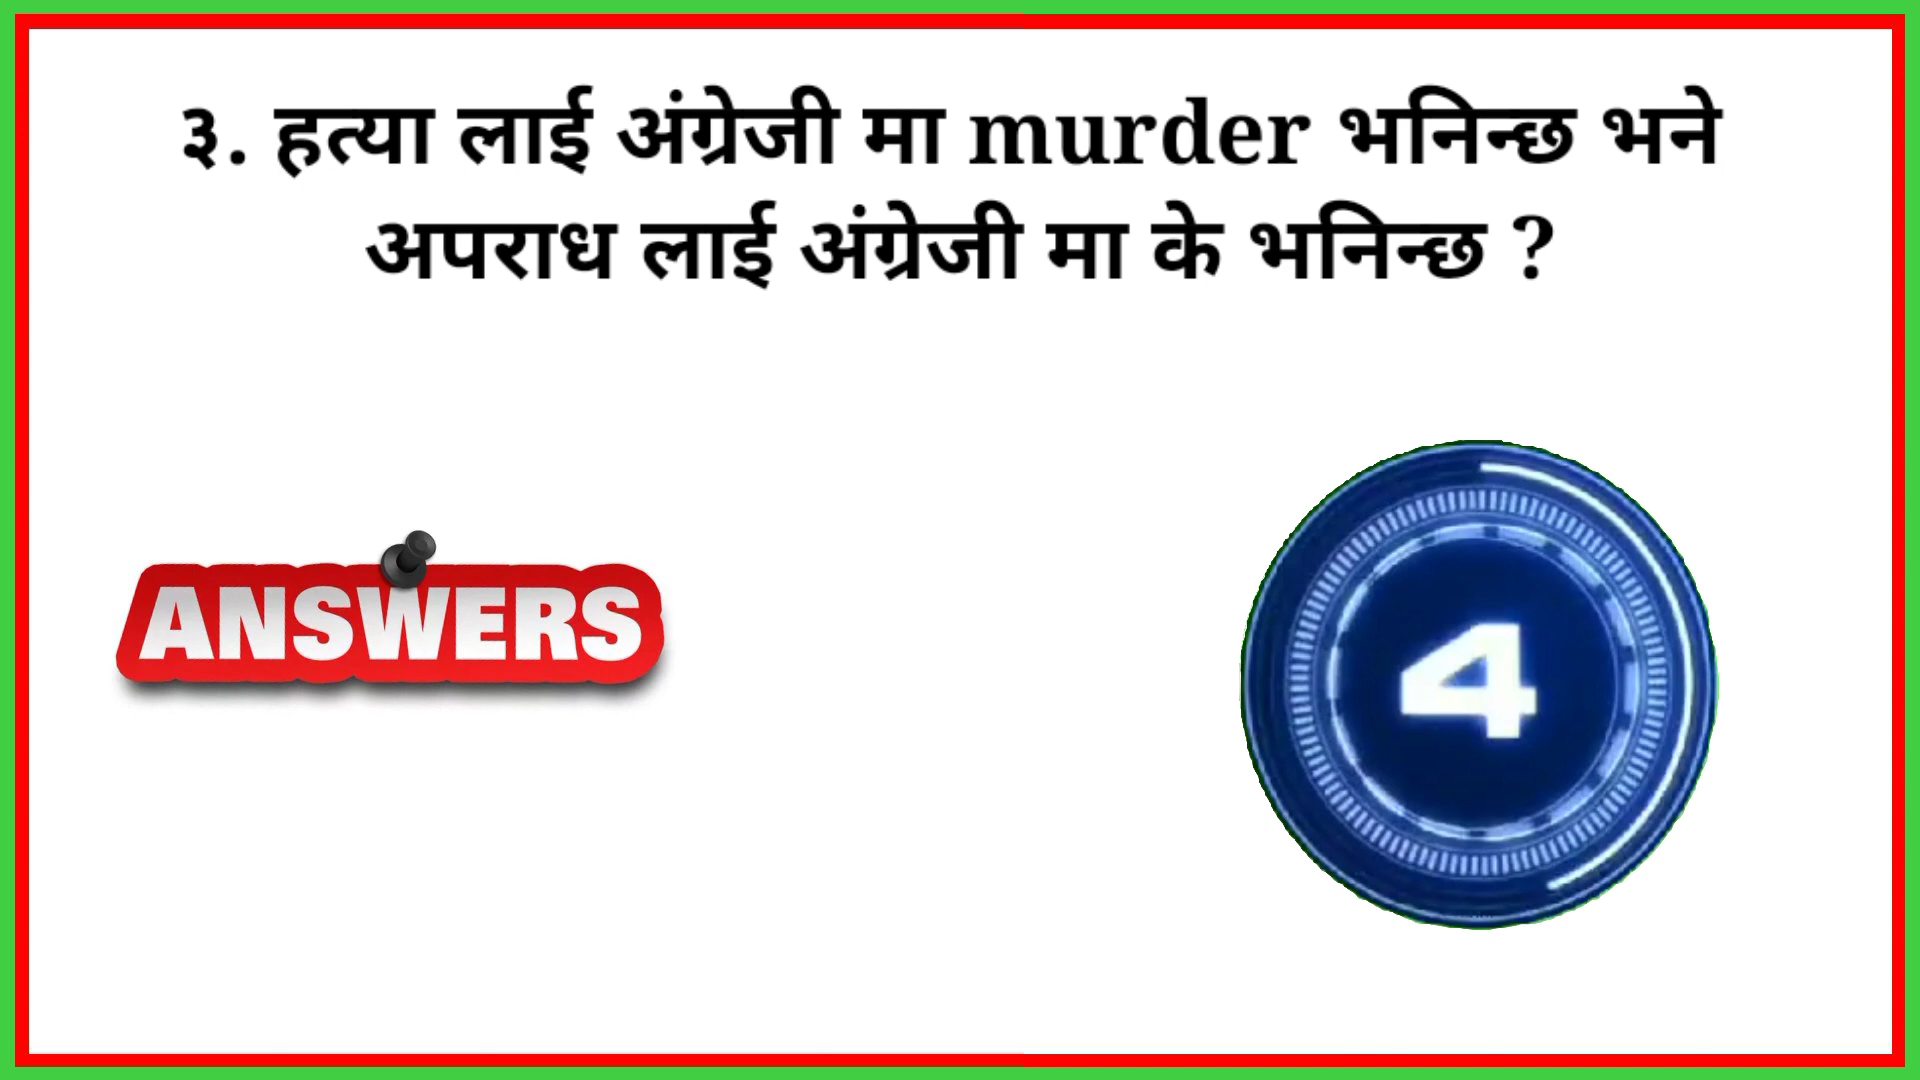 ३. हत्या लाई अंग्रेजी मा murder भनिन्छ भने
अपराध लाई अंग्रेजी मा के भनिन्छ ?
ANSWERS
4